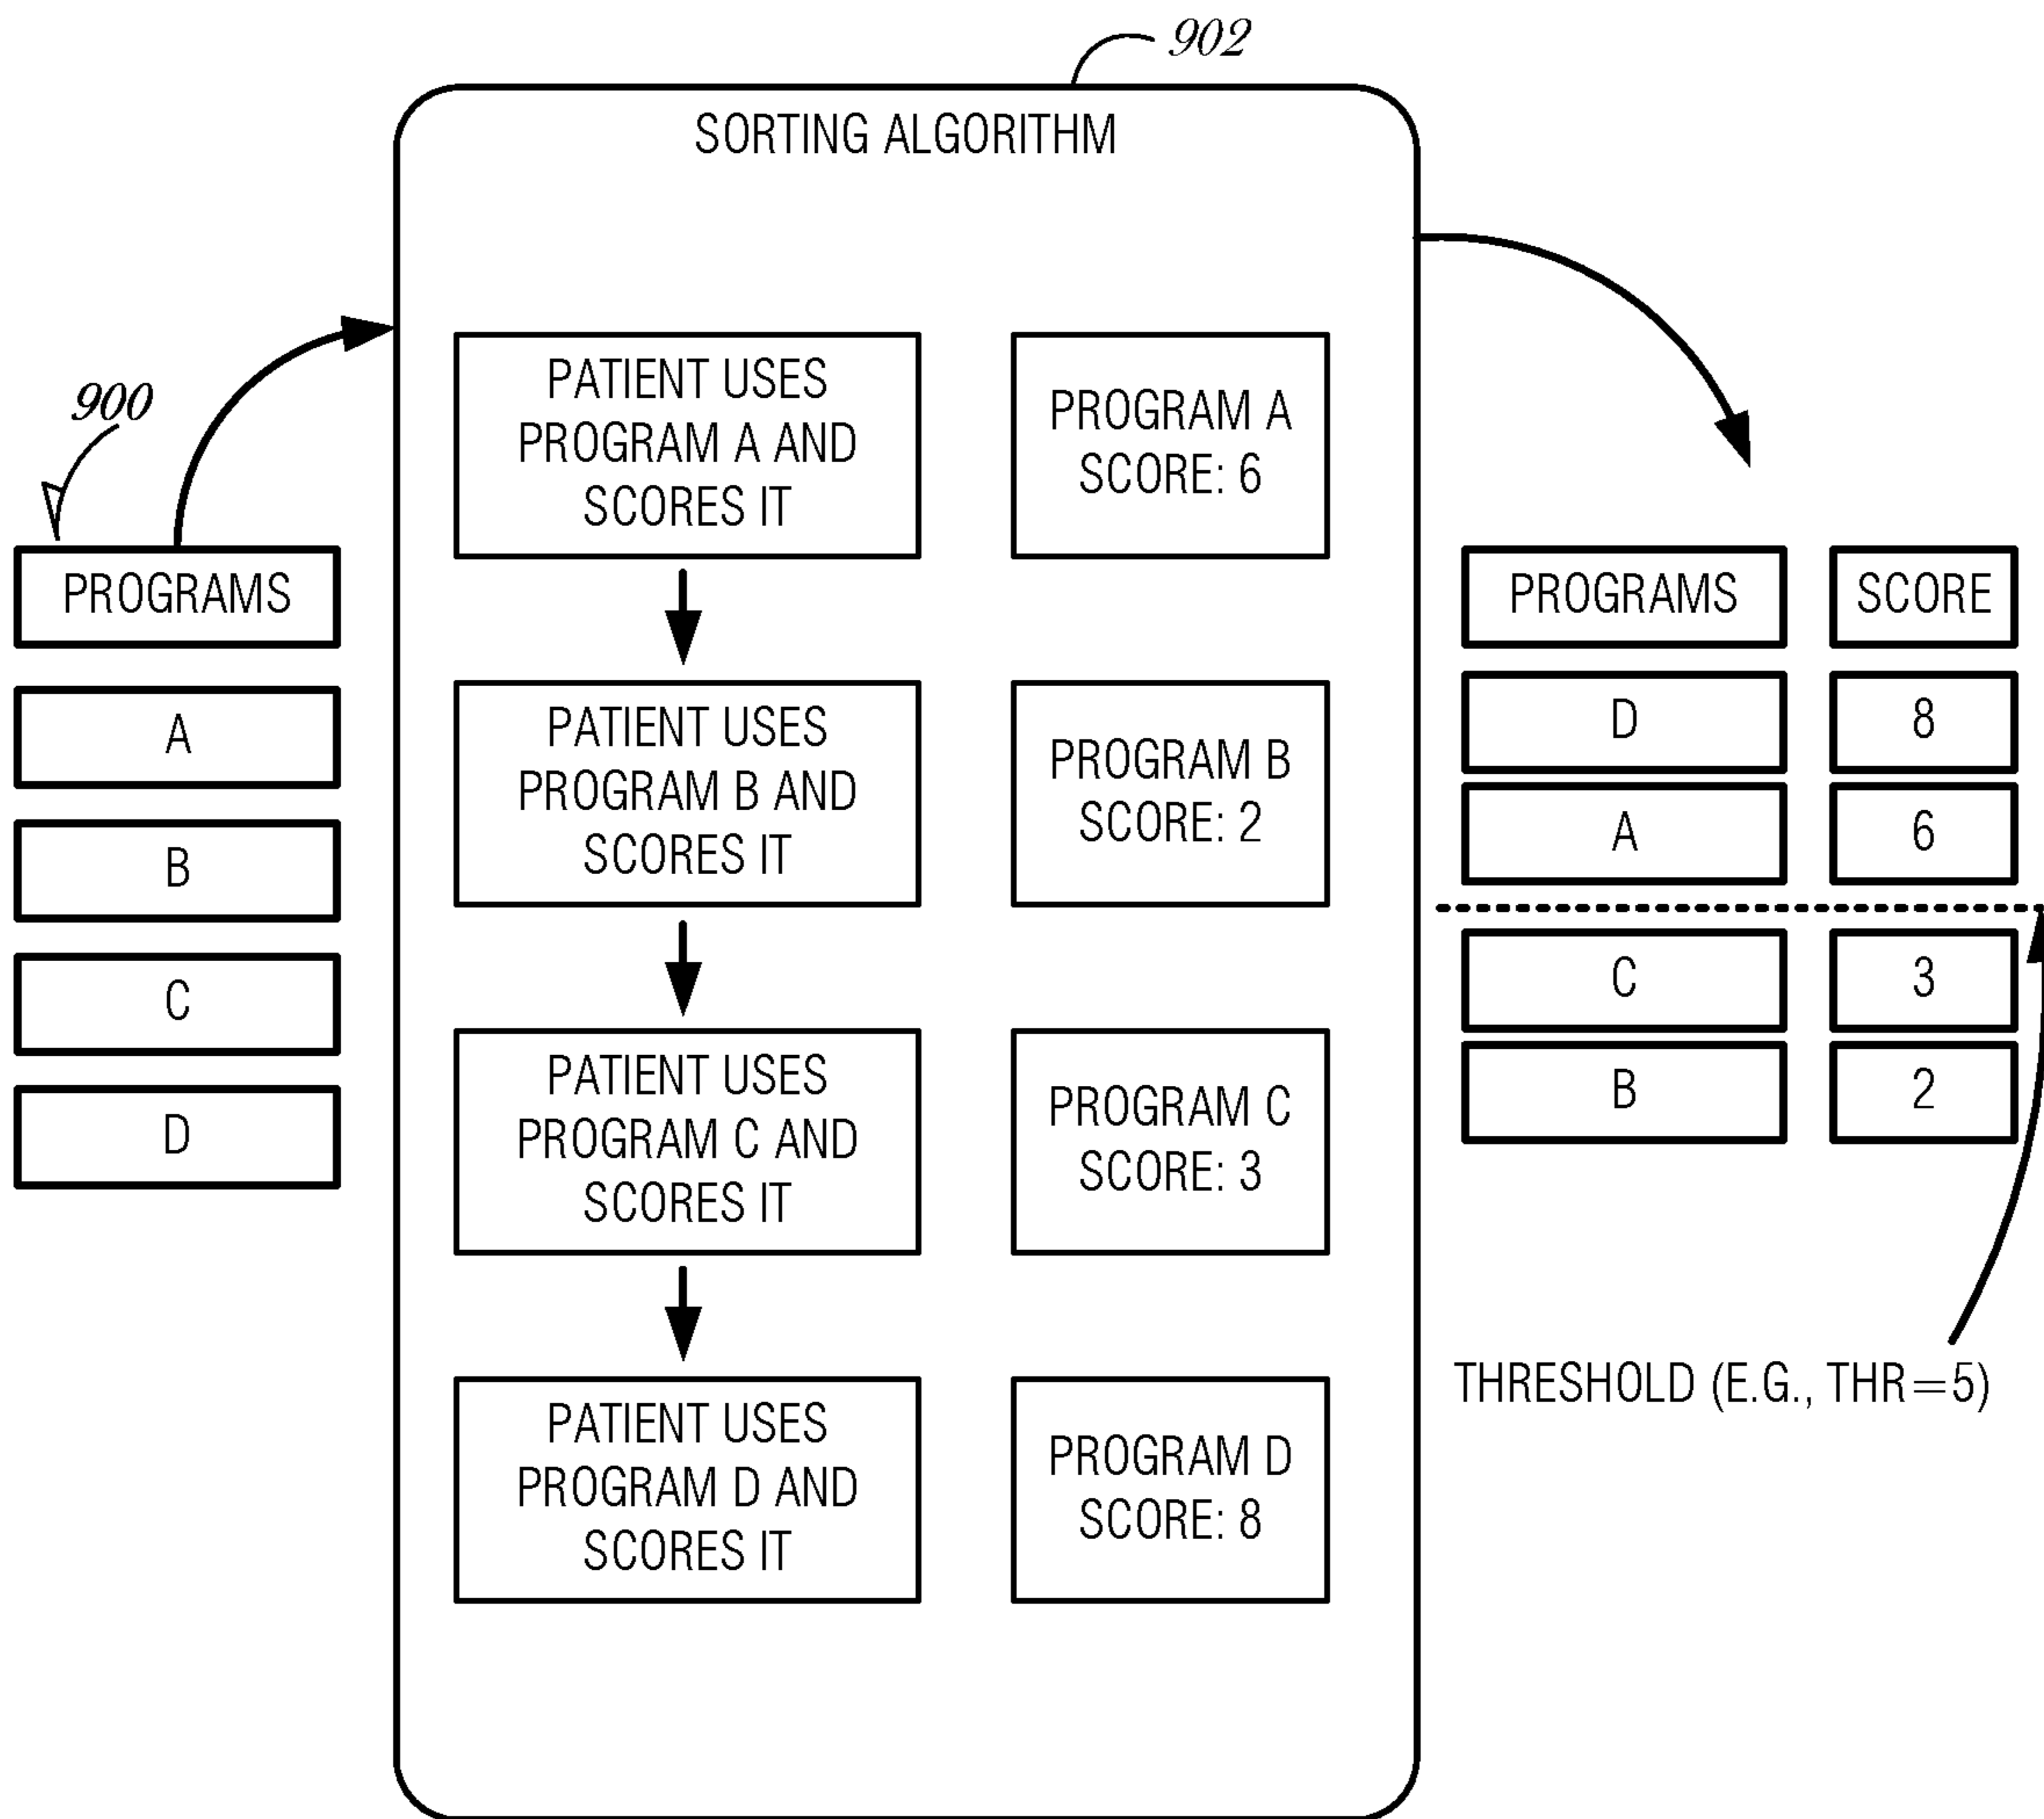 902
SORTING ALGORITHM
900
PROGRAMS
A
B
C
D
PATIENT USES
PROGRAM A AND
SCORES IT
PROGRAM A
SCORE: 6
PATIENT USES
PROGRAM B AND
SCORES IT
PROGRAM B
SCORE: 2
PATIENT USES
PROGRAM C AND
SCORES IT
PROGRAM C
SCORE: 3
PATIENT USES
PROGRAM D AND
SCORES IT
PROGRAM D
SCORE: 8
PROGRAMS SCORE
D 8
A 6
C 3
B 2
THRESHOLD (E.G., THR=5)